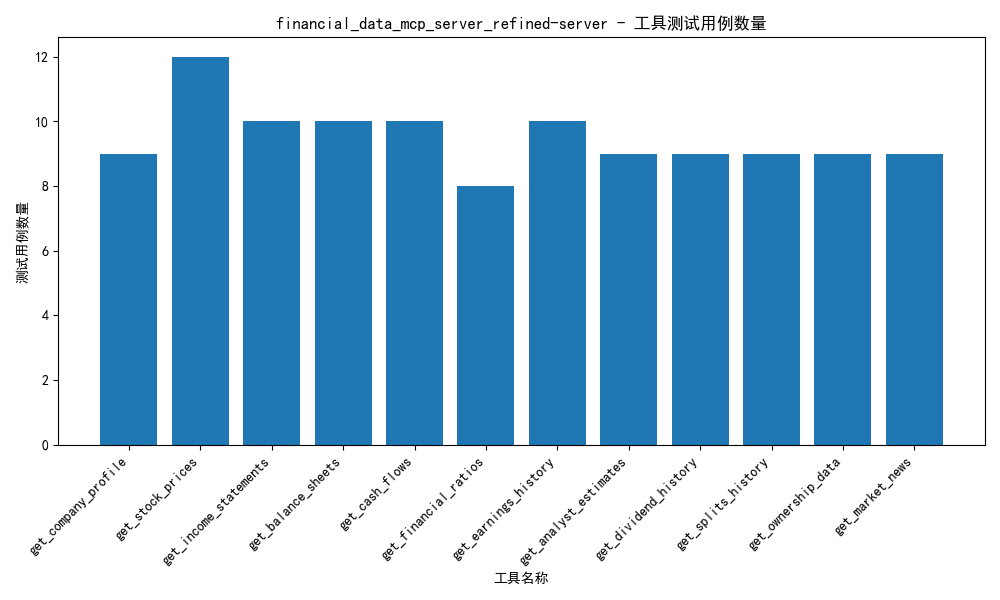 financial_data_mcp_server_refined-server - 工具测试用例数量
测试用例数量
12
10
8
6
4
2
0
get_company_profile
get_stock_prices
get_income_statements
get_balance_sheets
get_cash_flows
get_financial_ratios
get_earnings_history
get_analyst_estimates
get_dividend_history
get_splits_history
get_ownership_data
get_market_news
工具名称